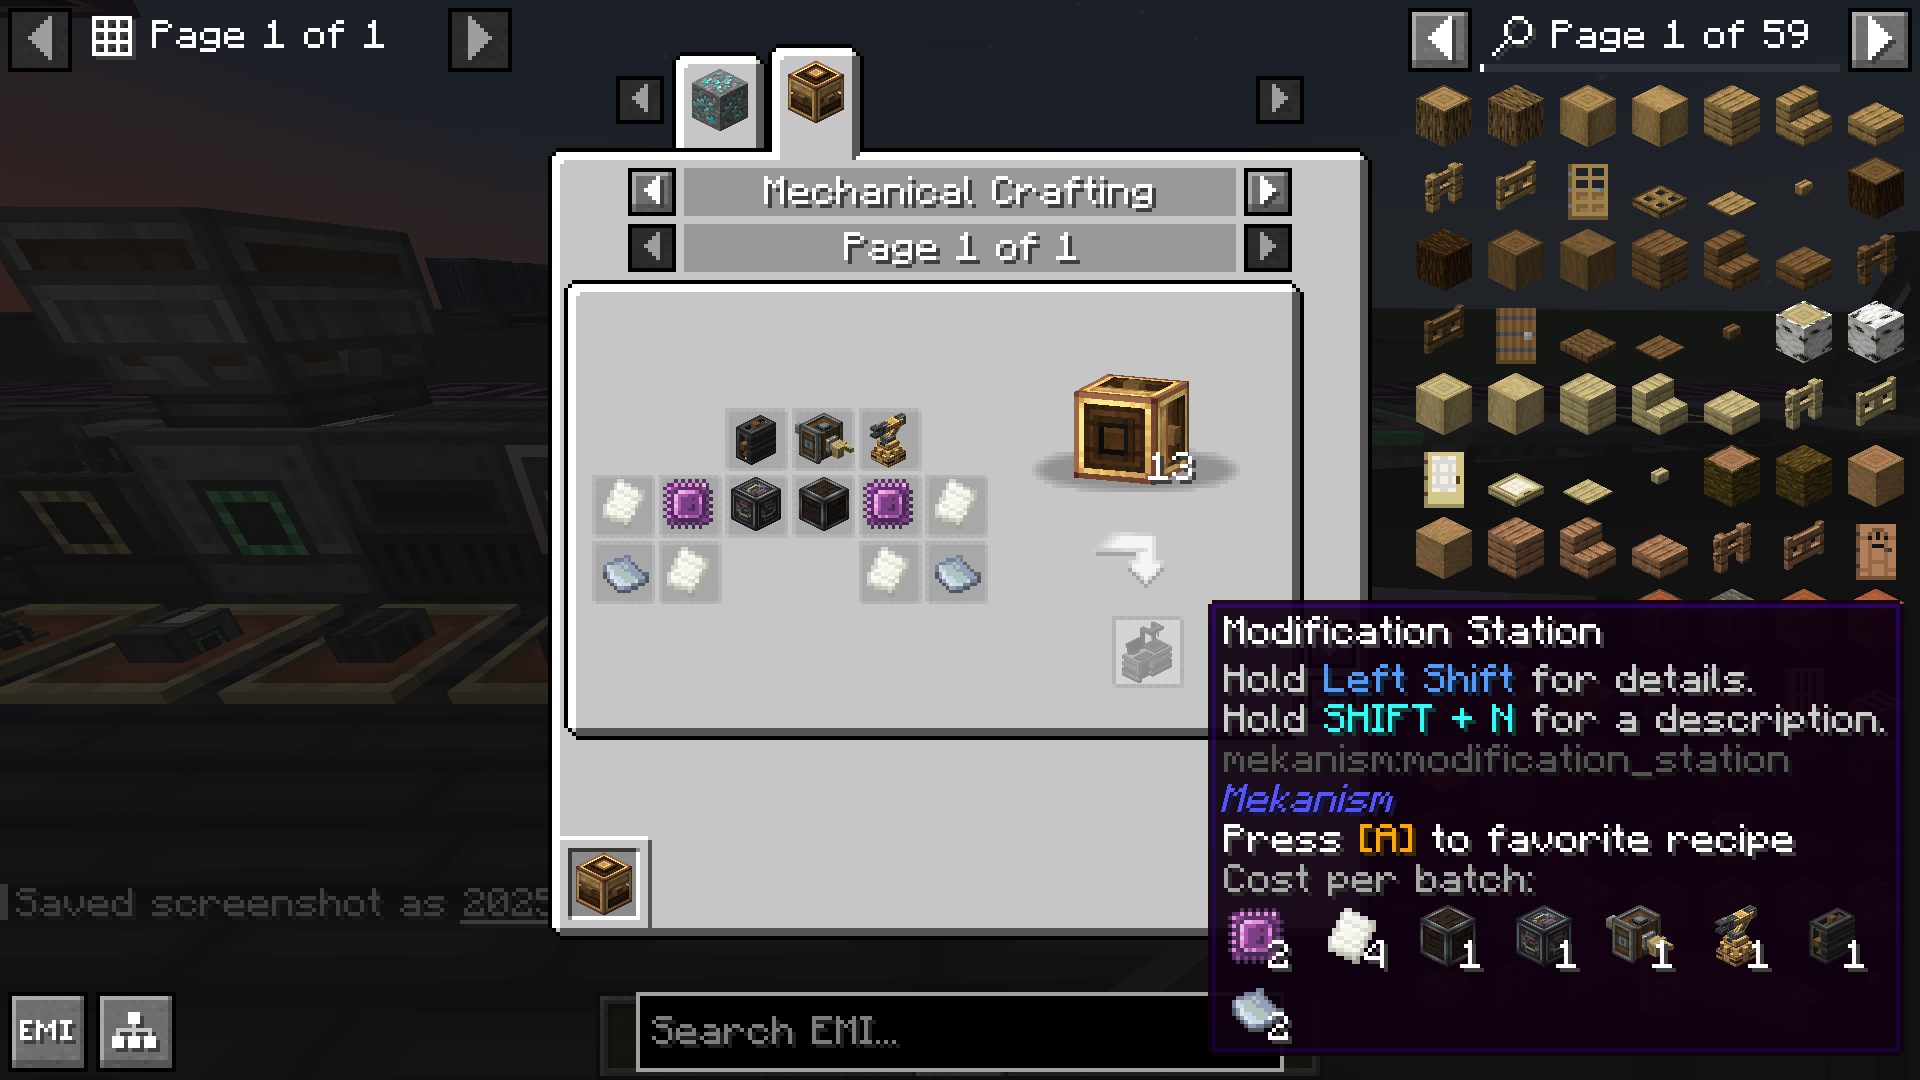 Page 1 of 1
Page 1 of 59
Mechanical Crafting
Page 1 of 1
13
Modification Station
Hold Left Shift for details.
Hold SHIFT + N for a description.
mekanism:modification_station
Mekanism
Press [A] to favorite recipe
Cost per batch:
2 4 1 1 1 1 1
2
Saved screenshot as 2025
EMI
Search EMI...